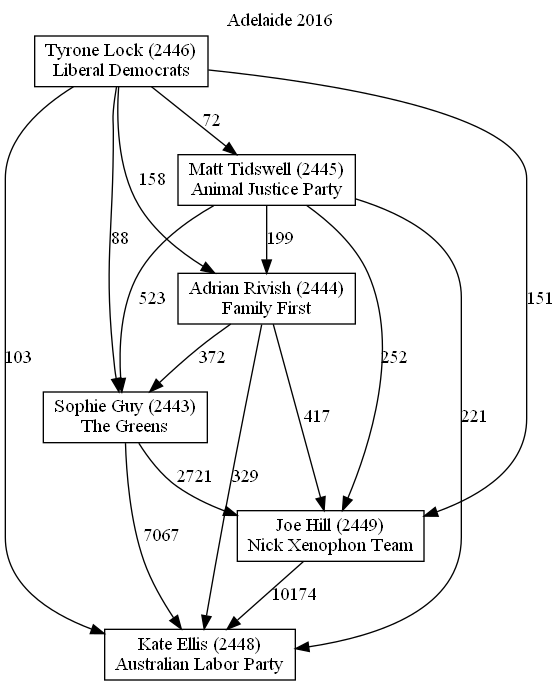 Adelaide 2016
Tyrone Lock (2446)
Liberal Democrats
72
Matt Tidswell (2445)
Animal Justice Party
158
88
199
523
151
Adrian Rivish (2444)
Family First
103
372
252
Sophie Guy (2443)
The Greens
417
221
2721
329
7067
Joe Hill (2449)
Nick Xenophon Team
10174
Kate Ellis (2448)
Australian Labor Party